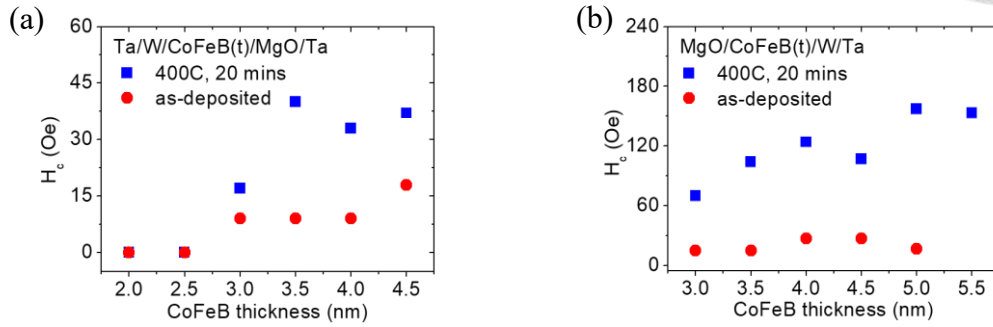 (a)
Ta/W/CoFeB(t)/MgO/Ta
400C, 20 mins
as-deposited
H_c (Oe)
60
45
30
15
0
2.0 2.5 3.0 3.5 4.0 4.5
CoFeB thickness (nm)
(b)
MgO/CoFeB(t)/W/Ta
400C, 20 mins
as-deposited
H_c (Oe)
240
180
120
60
0
3.0 3.5 4.0 4.5 5.0 5.5
CoFeB thickness (nm)